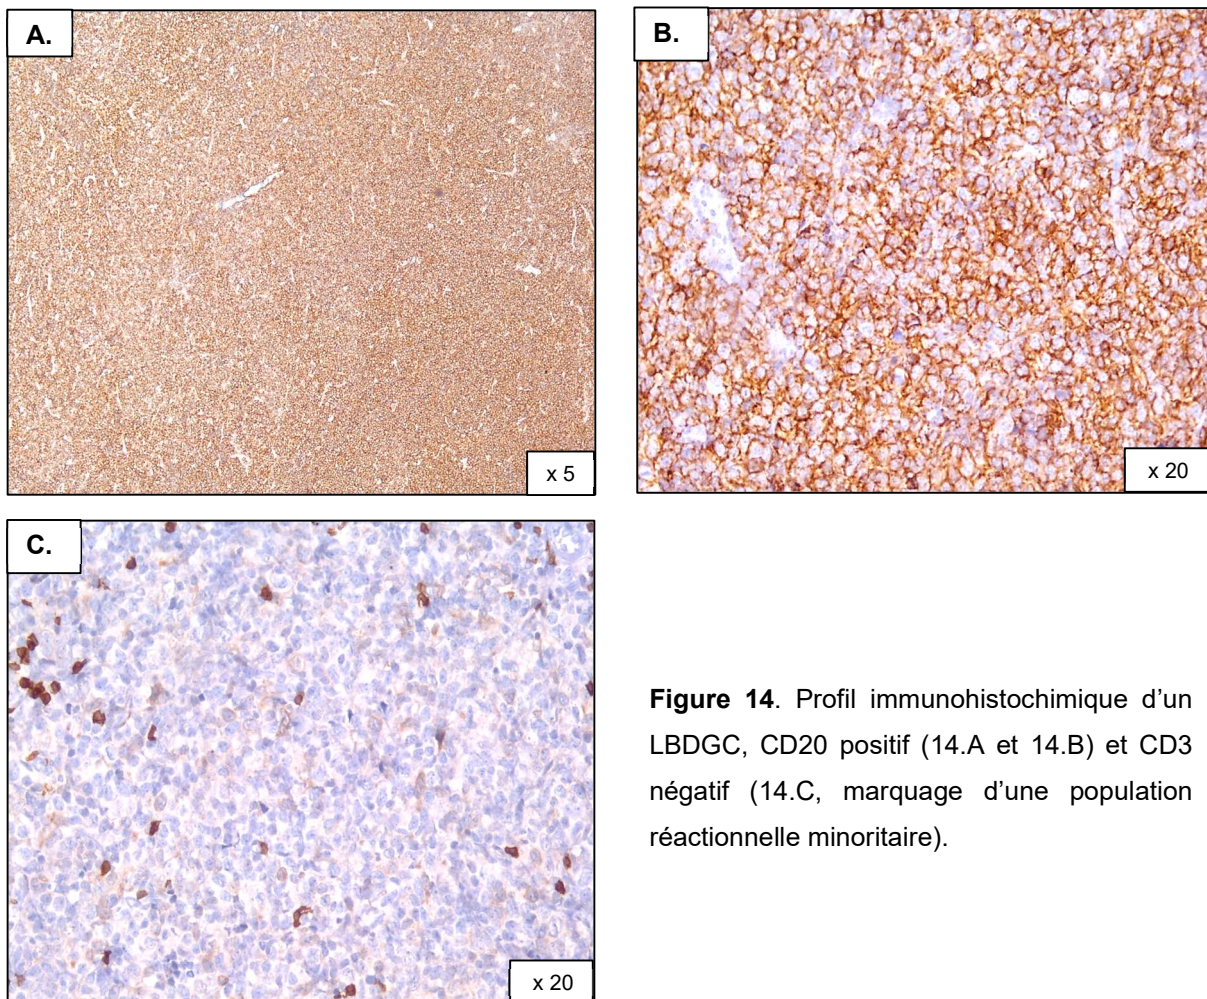 A.
x 5
B.
x 20
C.
x 20
Figure 14. Profil immunohistochimique d’un
LBDGC, CD20 positif (14.A et 14.B) et CD3
négatif (14.C, marquage d’une population
réactionnelle minoritaire).